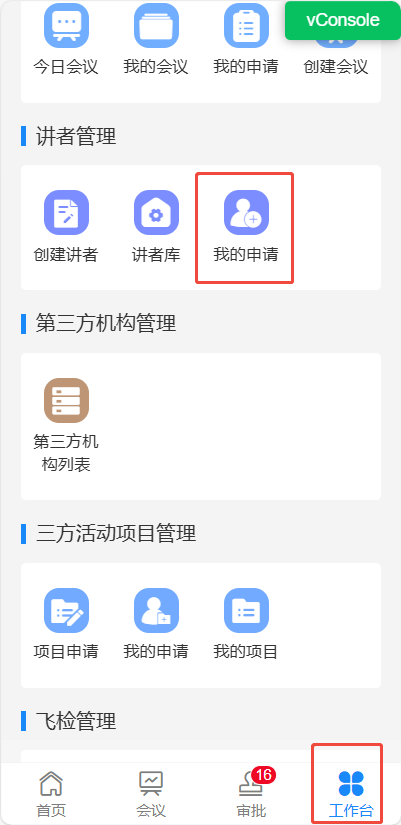 vConsole
今日会议 我的会议 我的申请 创建会议
讲者管理
创建讲者 讲者库 我的申请
第三方机构管理
第三方机
构列表
三方活动项目管理
项目申请 我的申请 我的项目
飞检管理
16
首页 会议 审批 工作台